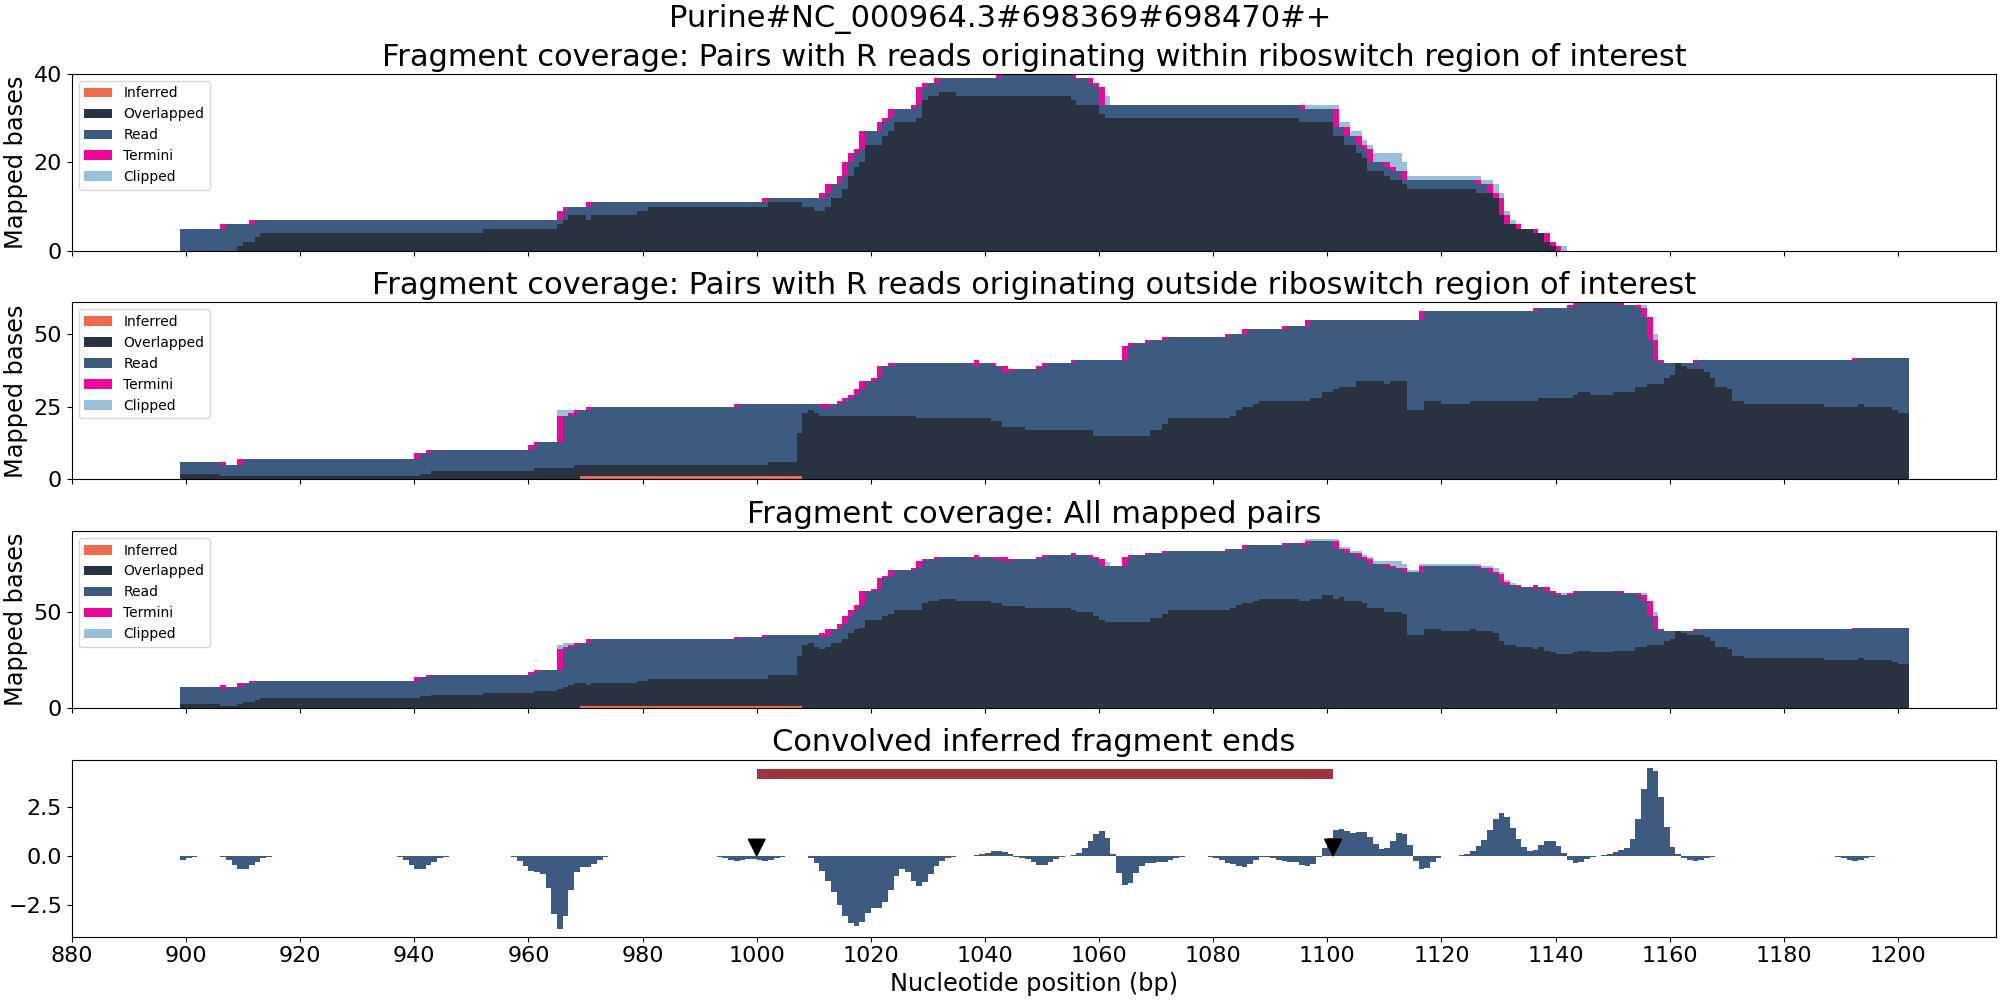 Purine#NC_000964.3#698369#698470#+
Fragment coverage: Pairs with R reads originating within riboswitch region of interest
Mapped bases
40
20
0
Inferred
Overlapped
Read
Termini
Clipped
Fragment coverage: Pairs with R reads originating outside riboswitch region of interest
Mapped bases
50
25
0
Inferred
Overlapped
Read
Termini
Clipped
Fragment coverage: All mapped pairs
Mapped bases
50
0
Inferred
Overlapped
Read
Termini
Clipped
Convolved inferred fragment ends
2.5
0.0
−2.5
880 900 920 940 960 980 1000 1020 1040 1060 1080 1100 1120 1140 1160 1180 1200
Nucleotide position (bp)